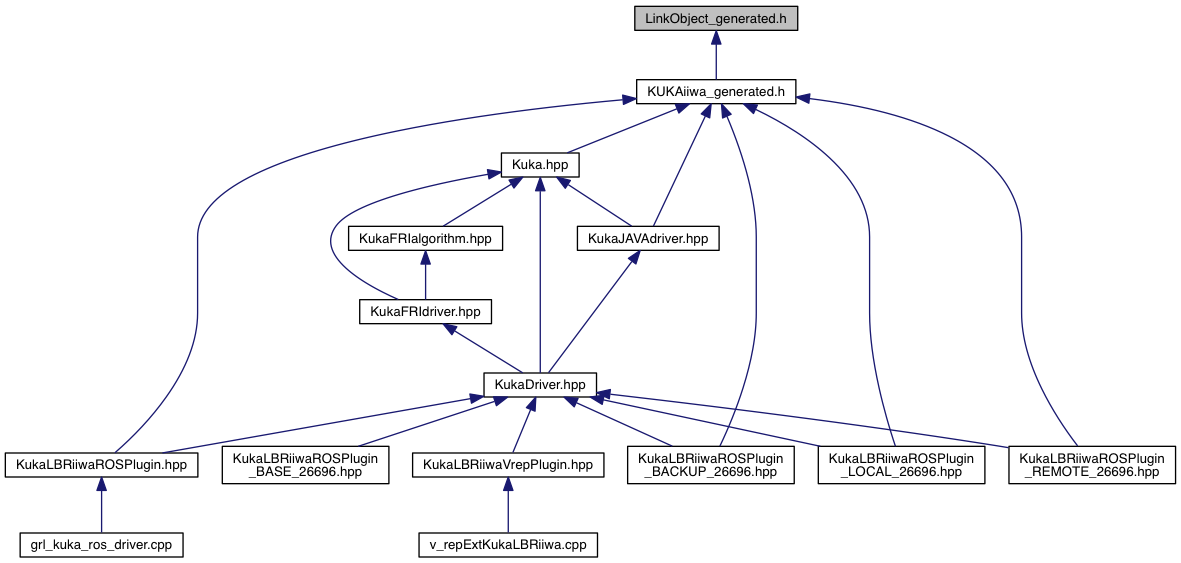 LinkObject_generated.h
KUKAiiwa_generated.h
Kuka.hpp
KukaFRIalgorithm.hpp
KukaJAVAdriver.hpp
KukaFRIdriver.hpp
KukaDriver.hpp
KukaLBRiiwaROSPlugin.hpp
KukaLBRiiwaROSPlugin
_BASE_26696.hpp
KukaLBRiiwaVrepPlugin.hpp
KukaLBRiiwaROSPlugin
_BACKUP_26696.hpp
KukaLBRiiwaROSPlugin
_LOCAL_26696.hpp
KukaLBRiiwaROSPlugin
_REMOTE_26696.hpp
grl_kuka_ros_driver.cpp
v_repExtKukaLBRiiwa.cpp